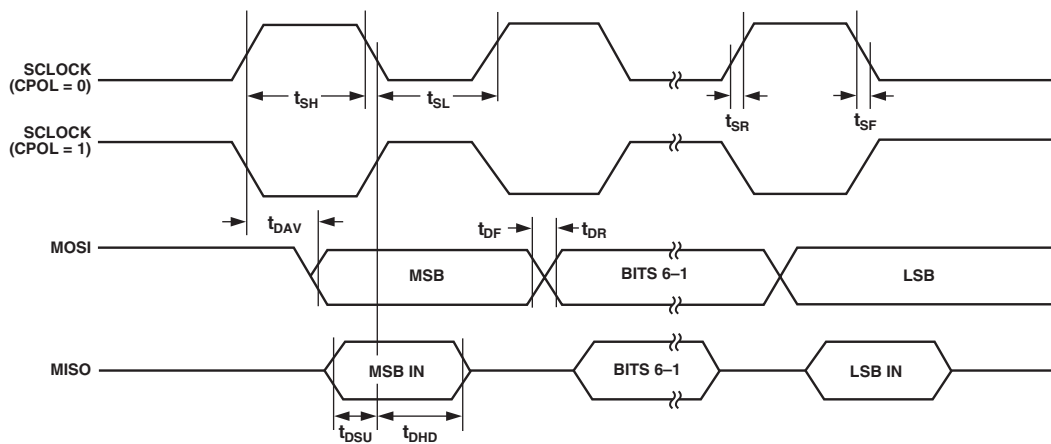 SCLOCK
(CPOL = 0)
tSH
tSL
tSR
tSF
SCLOCK
(CPOL = 1)
tDAV
tDF
tDR
MOSI
MSB
BITS 6–1
LSB
MISO
MSB IN
BITS 6–1
LSB IN
tDSU
tDHD